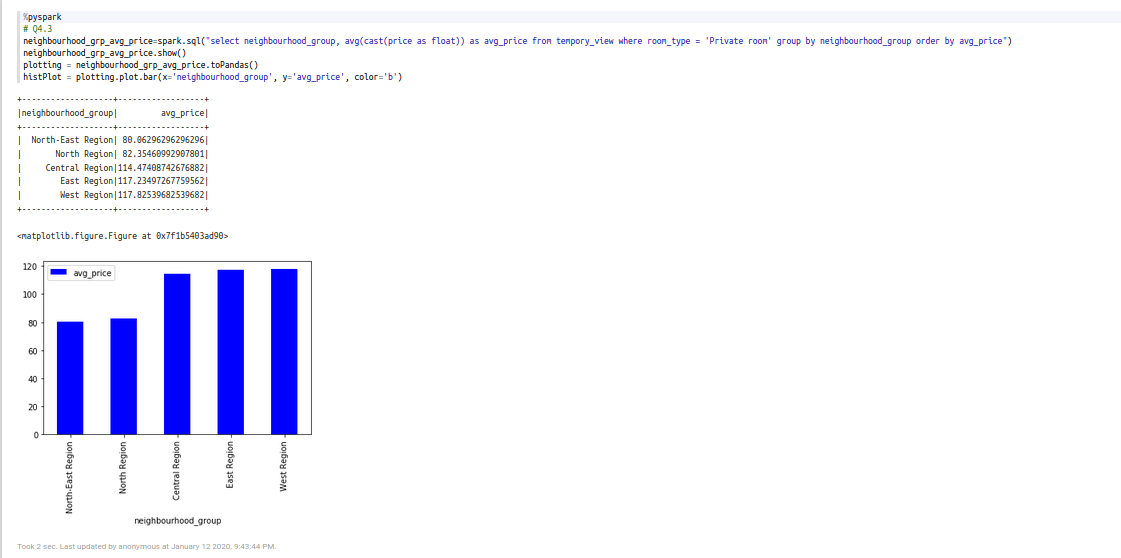 %pyspark
# Q4.3
neighbourhood_grp_avg_price=spark.sql("select neighbourhood_group, avg(cast(price as float)) as avg_price from tempory_view where room_type = 'Private room' group by neighbourhood_group order by avg_price")
neighbourhood_grp_avg_price.show()
plotting = neighbourhood_grp_avg_price.toPandas()
histPlot = plotting.plot.bar(x='neighbourhood_group', y='avg_price', color='b')
+-------------------+-----------------+
|neighbourhood_group|        avg_price|
+-------------------+-----------------+
|  North-East Region| 80.06296296296296|
|       North Region| 82.35460992907801|
|     Central Region|114.47408742676882|
|        East Region|117.23497267759562|
|        West Region|117.82539682539682|
+-------------------+-----------------+
<matplotlib.figure.Figure at 0x7f1b5403ad90>
avg_price
120
100
80
60
40
20
0
North-East Region
North Region
Central Region
East Region
West Region
neighbourhood_group
Took 2 sec. Last updated by anonymous at January 12 2020, 9:43:44 PM.